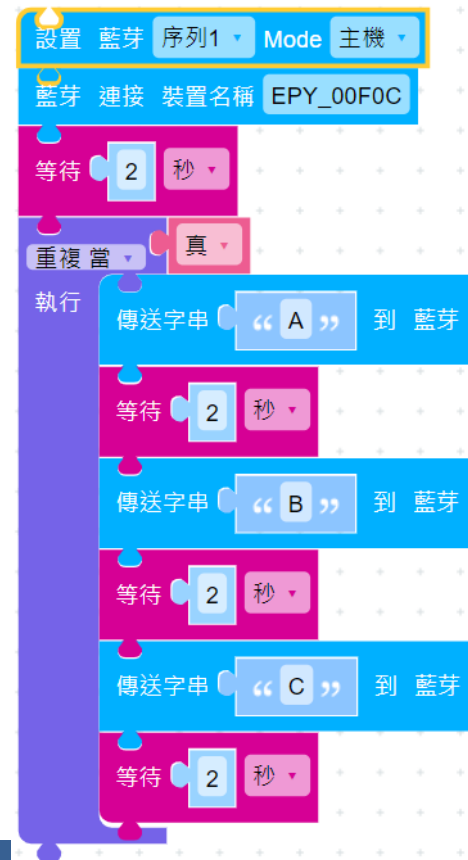 設置 藍芽 序列1 Mode 主機
藍芽 連接 裝置名稱 EPY_00F0C
等待 2 秒
重複 當 真
執行
傳送字串 “ A ” 到 藍芽
等待 2 秒
傳送字串 “ B ” 到 藍芽
等待 2 秒
傳送字串 “ C ” 到 藍芽
等待 2 秒